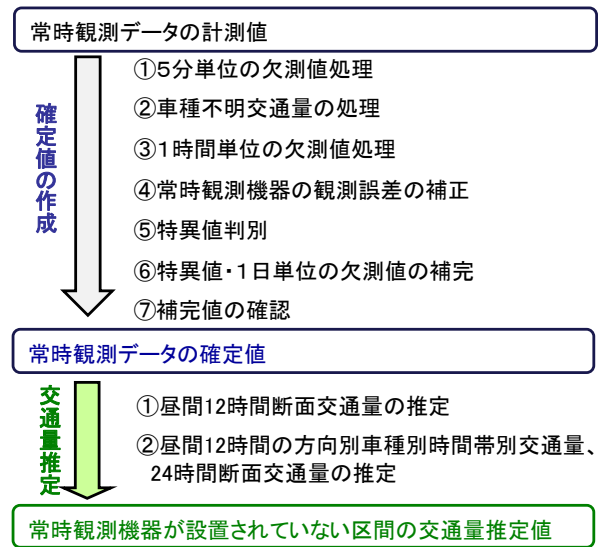 常時観測データの計測値
確定値の作成
①5分単位の欠測値処理
②車種不明交通量の処理
③1時間単位の欠測値処理
④常時観測機器の観測誤差の補正
⑤特異値判別
⑥特異値・1日単位の欠測値の補完
⑦補完値の確認
常時観測データの確定値
交通量推定
①昼間12時間断面交通量の推定
②昼間12時間の方向別車種別時間帯別交通量、
24時間断面交通量の推定
常時観測機器が設置されていない区間の交通量推定値